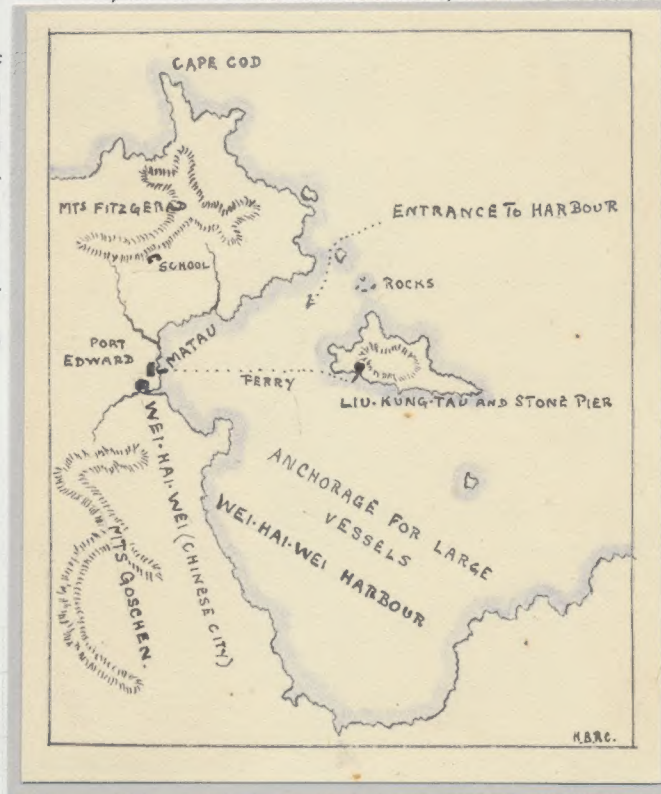 CAPE COD
MTS FITZGERAD
ENTRANCE TO HARBOUR
SCHOOL
ROCKS
PORT
EDWARD
MATAU
FERRY
LIU·KUNG·TAU AND STONE PIER
WEI·HAI·WEI (CHINESE CITY)
ANCHORAGE FOR LARGE
VESSELS
WEI·HAI·WEI HARBOUR
MTS GOSCHEN.